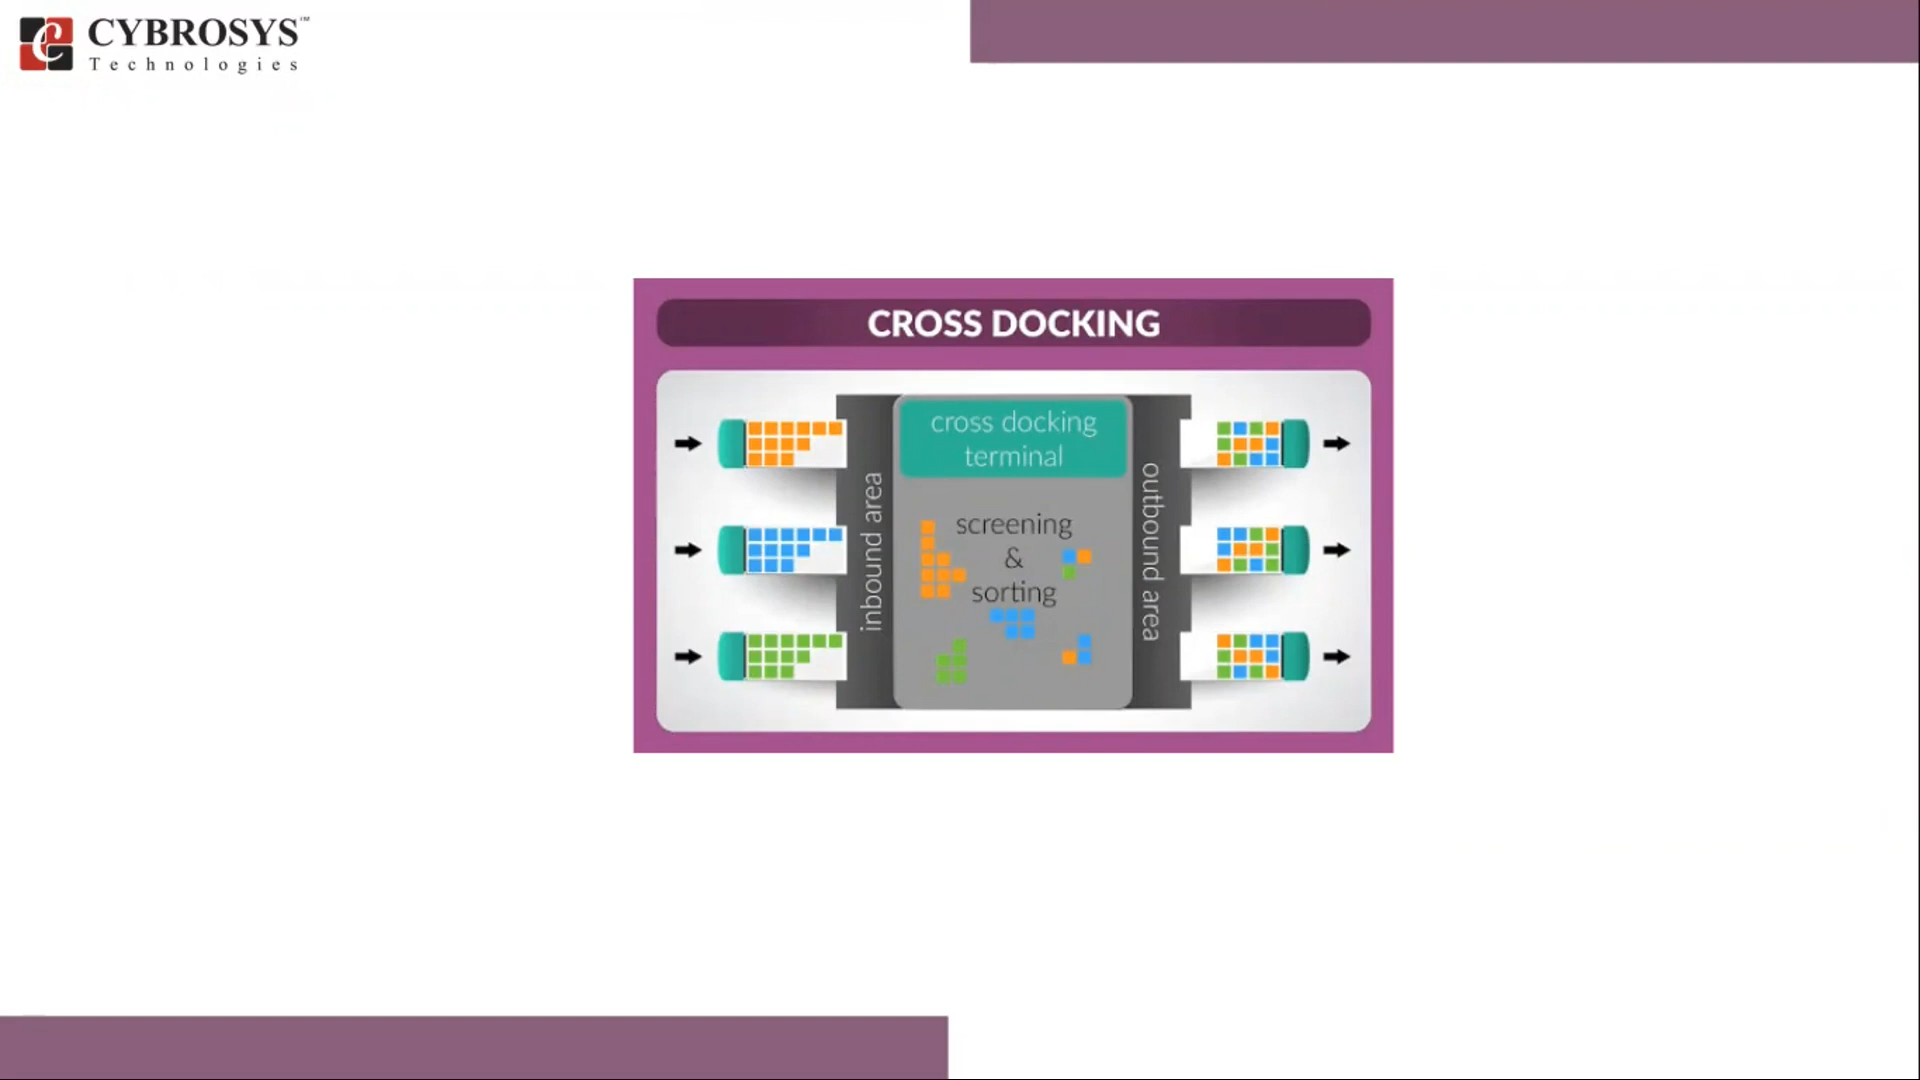 CYBROSYS™
Technologies
CROSS DOCKING
cross docking
terminal
inbound area
screening
&
sorting
outbound area